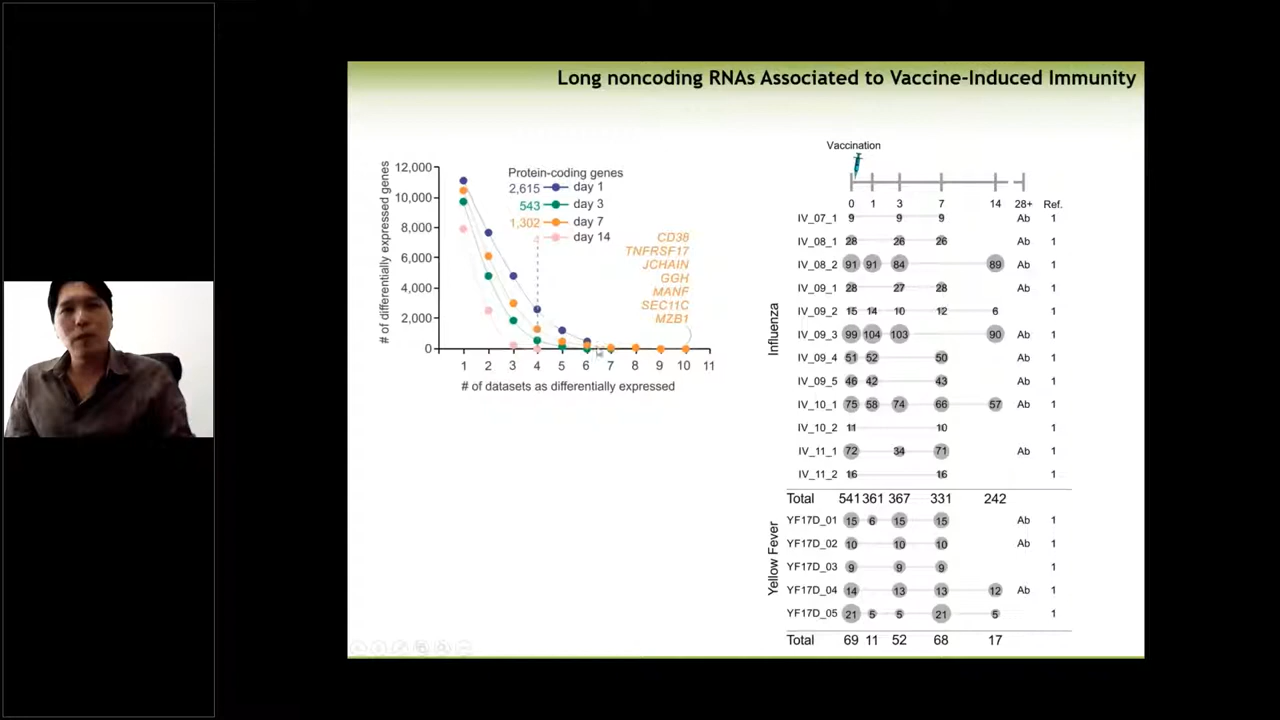 Long noncoding RNAs Associated to Vaccine-Induced Immunity
12,000
10,000
8,000
6,000
4,000
2,000
0
# of differentially expressed genes
Protein-coding genes
2,615 day 1
543 day 3
1,302 day 7
4 day 14
CD38
TNFRSF17
JCHAIN
GGH
MANF
SEC11C
MZB1
1 2 3 4 5 6 7 8 9 10 11
# of datasets as differentially expressed
Vaccination
0 1 3 7 14 28+ Ref.
Influenza
IV_07_1 9 9 9 Ab 1
IV_08_1 28 26 26 Ab 1
IV_08_2 91 91 84 89 Ab 1
IV_09_1 28 27 28 Ab 1
IV_09_2 15 14 10 12 6 1
IV_09_3 99 104 103 90 Ab 1
IV_09_4 51 52 50 Ab 1
IV_09_5 46 42 43 Ab 1
IV_10_1 75 58 74 66 57 Ab 1
IV_10_2 11 10 1
IV_11_1 72 34 71 Ab 1
IV_11_2 16 16 1
Total 541 361 367 331 242
Yellow Fever
YF17D_01 15 6 15 15 Ab 1
YF17D_02 10 10 10 Ab 1
YF17D_03 9 9 9 1
YF17D_04 14 13 13 12 Ab 1
YF17D_05 21 5 5 21 5 1
Total 69 11 52 68 17